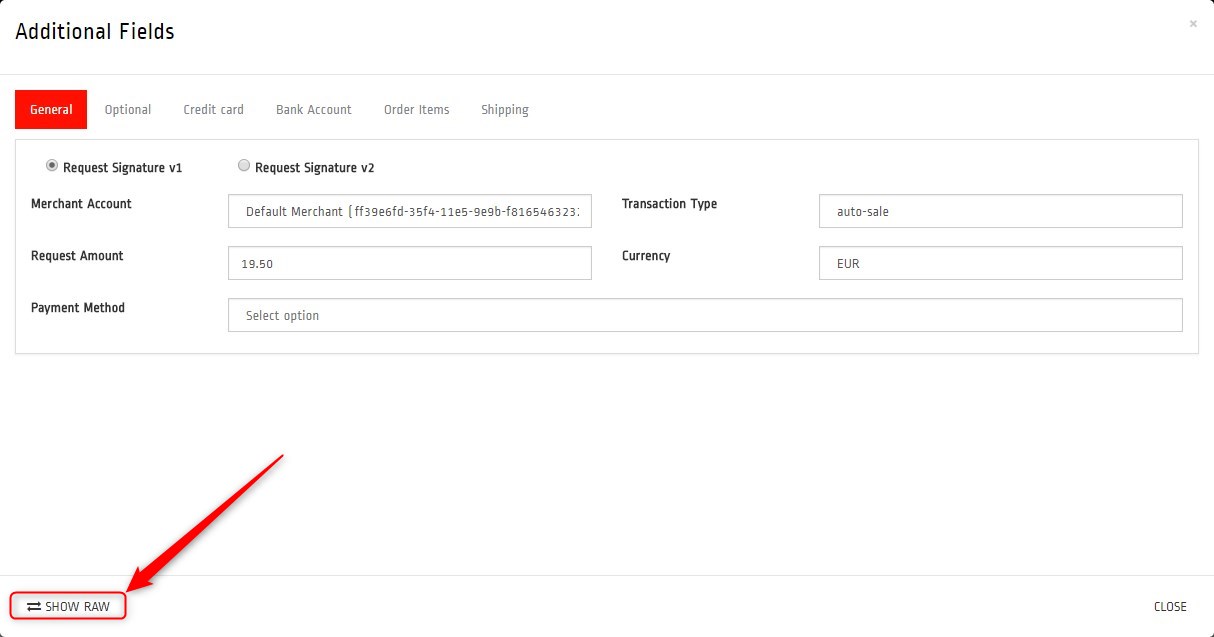 Additional Fields
×
General Optional Credit card Bank Account Order Items Shipping
Request Signature v1 Request Signature v2
Merchant Account Default Merchant (ff39e6fd-35f4-11e5-9e9b-f8165463232 Transaction Type auto-sale
Request Amount 19.50 Currency EUR
Payment Method Select option
SHOW RAW CLOSE